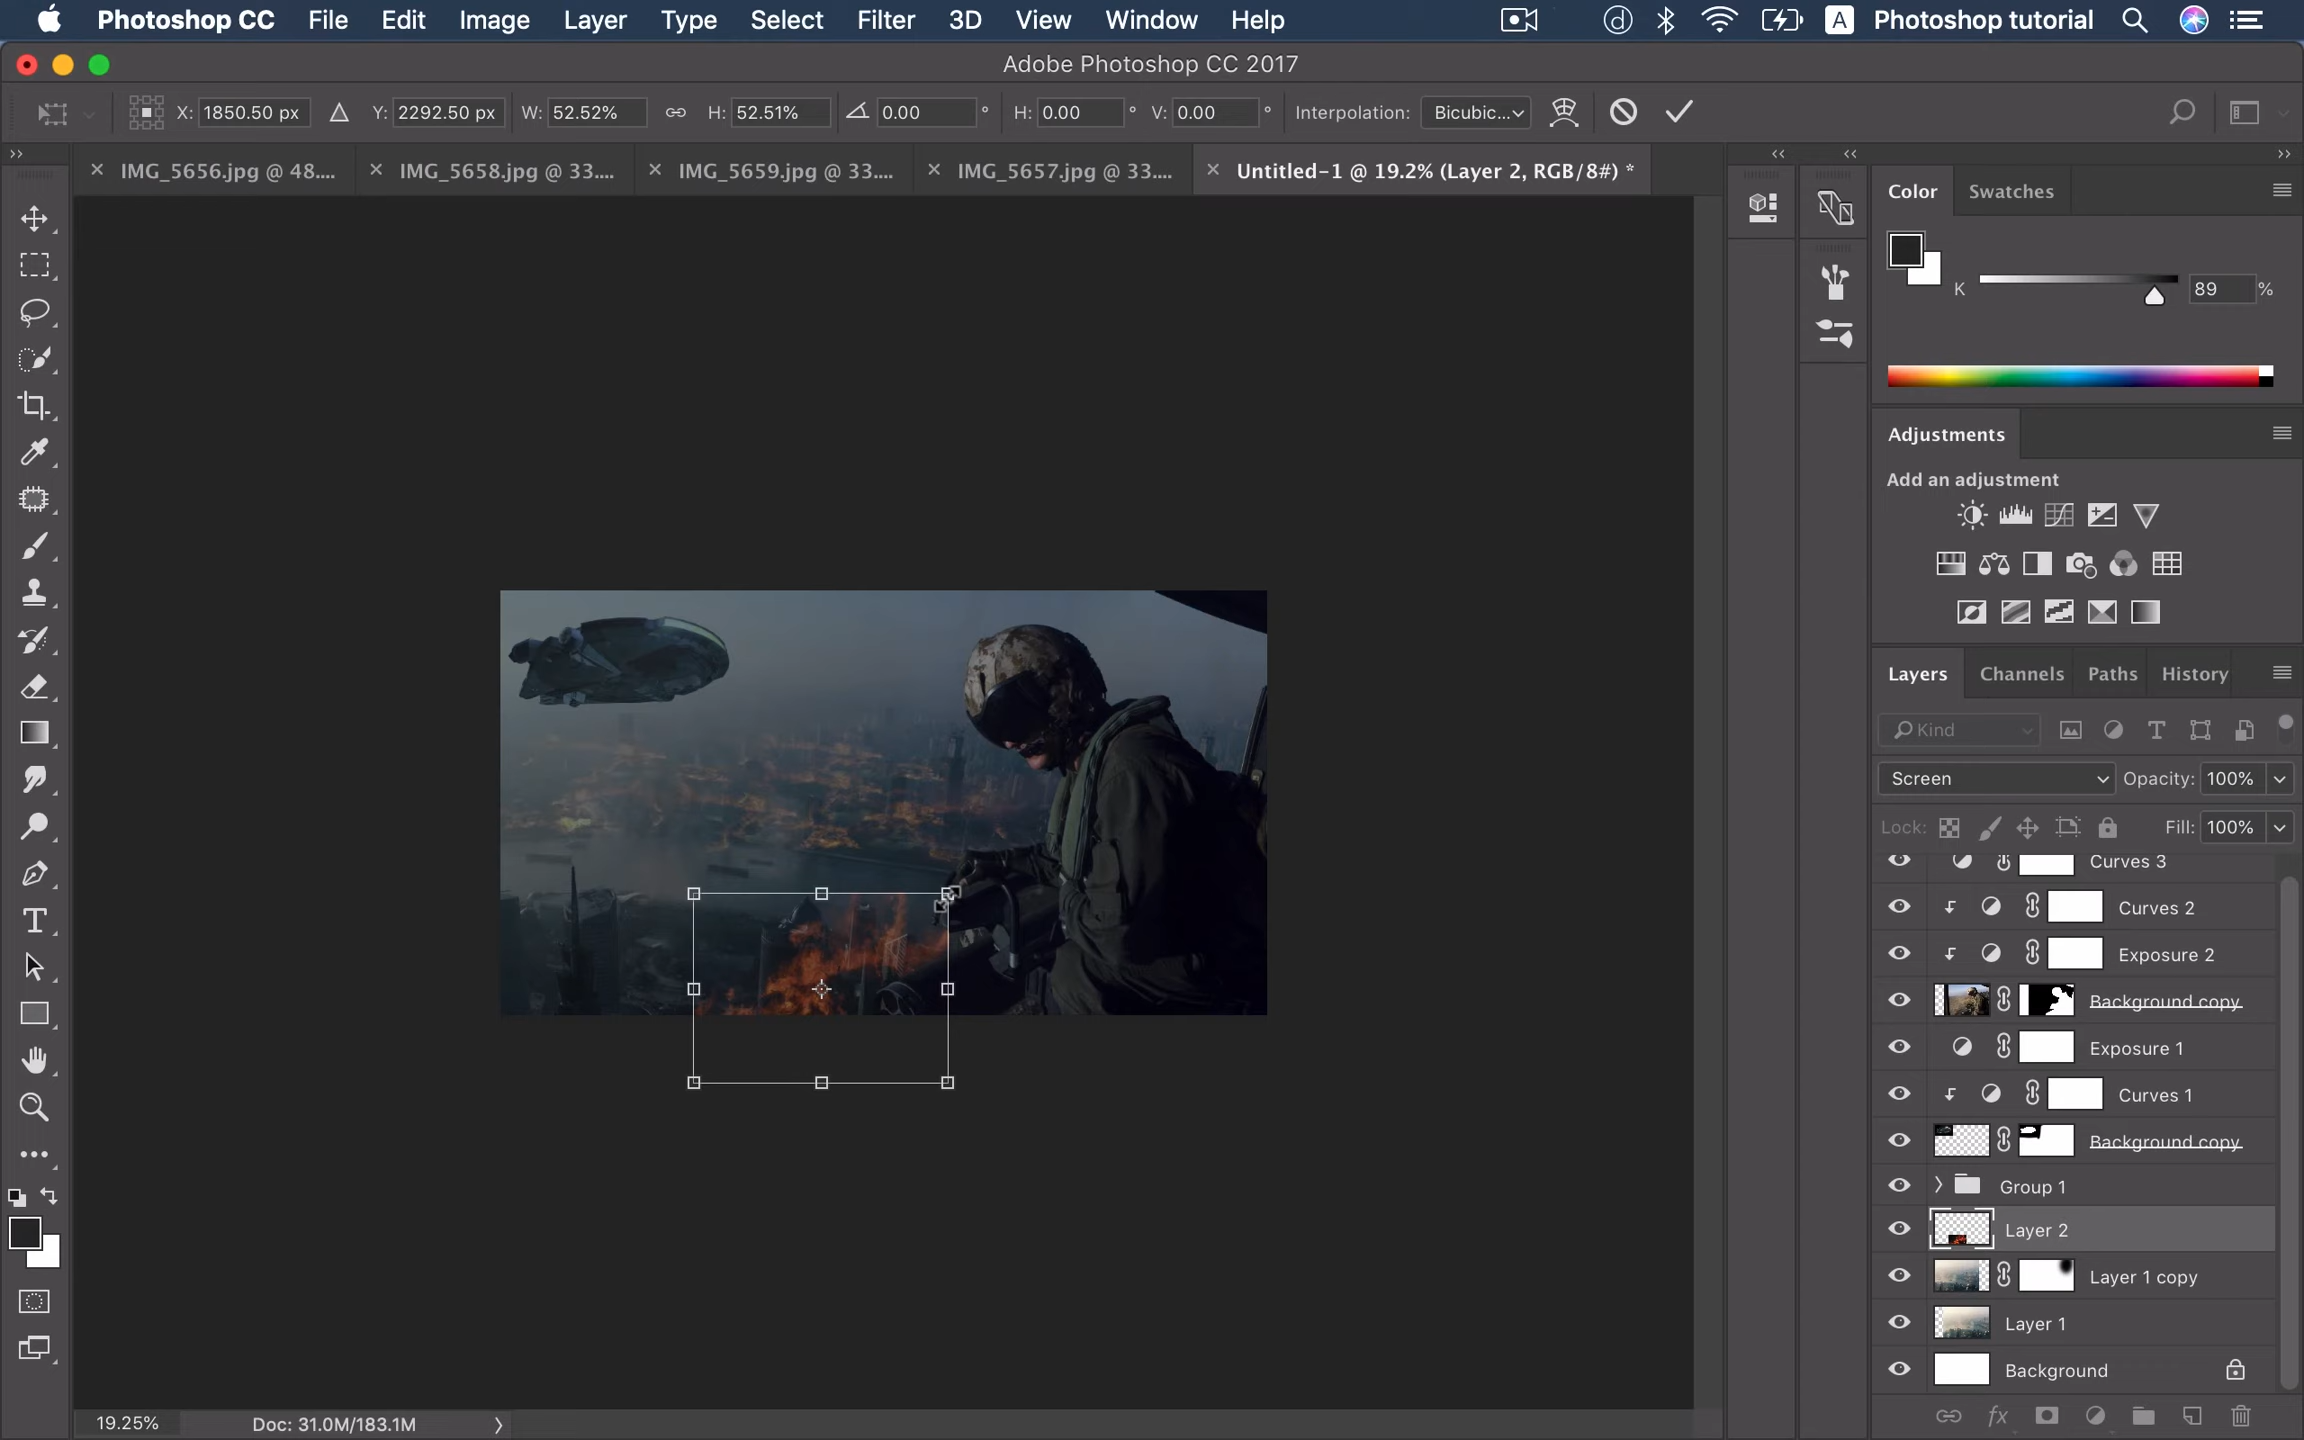 Photoshop CC File Edit Image Layer Type Select Filter 3D View Window Help A Photoshop tutorial
Adobe Photoshop CC 2017
X: 1850.50 px Y: 2292.50 px W: 52.52% H: 52.51% 0.00 ° H: 0.00 ° V: 0.00 ° Interpolation: Bicubic...
IMG_5656.jpg @ 48.... IMG_5658.jpg @ 33.... IMG_5659.jpg @ 33.... IMG_5657.jpg @ 33.... Untitled-1 @ 19.2% (Layer 2, RGB/8#) *
Color Swatches
K 89 %
Adjustments
Add an adjustment
Layers Channels Paths History
Kind
Screen Opacity: 100%
Lock: Fill: 100%
Curves 3
Curves 2
Exposure 2
Background copy
Exposure 1
Curves 1
Background copy
Group 1
Layer 2
Layer 1 copy
Layer 1
Background
fx
19.25% Doc: 31.0M/183.1M